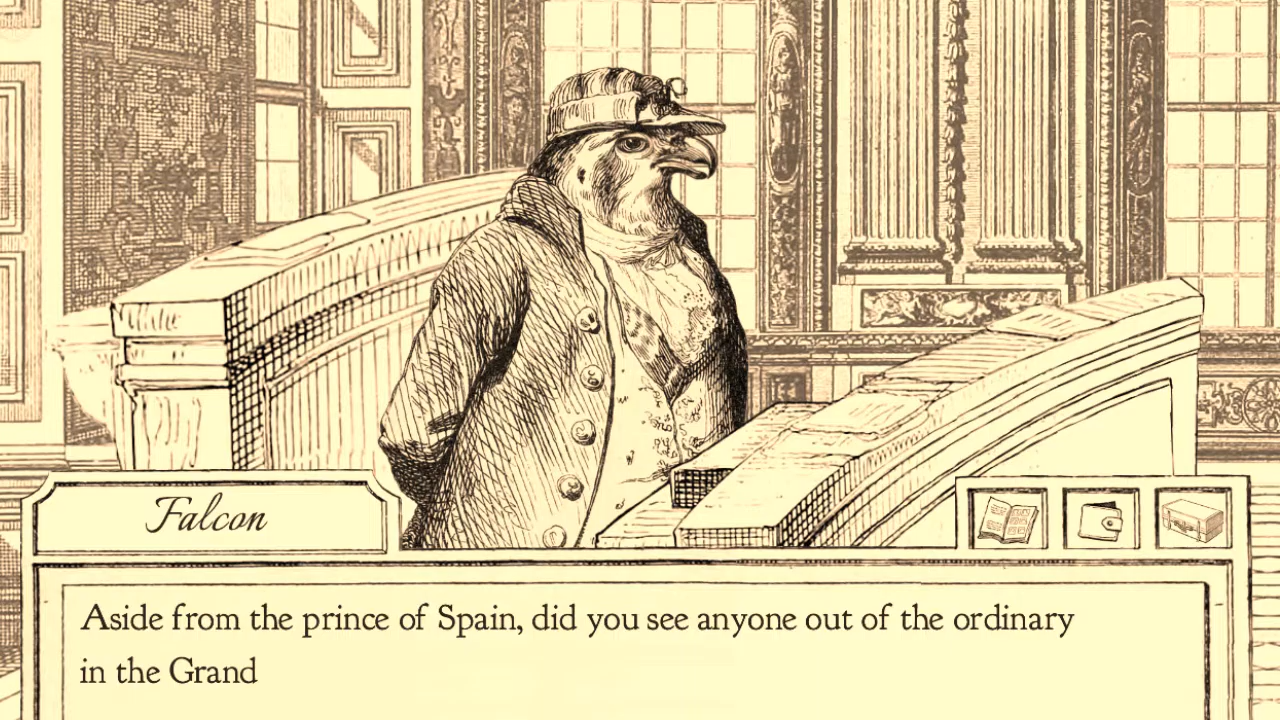 Falcon
Aside from the prince of Spain, did you see anyone out of the ordinary
in the Grand